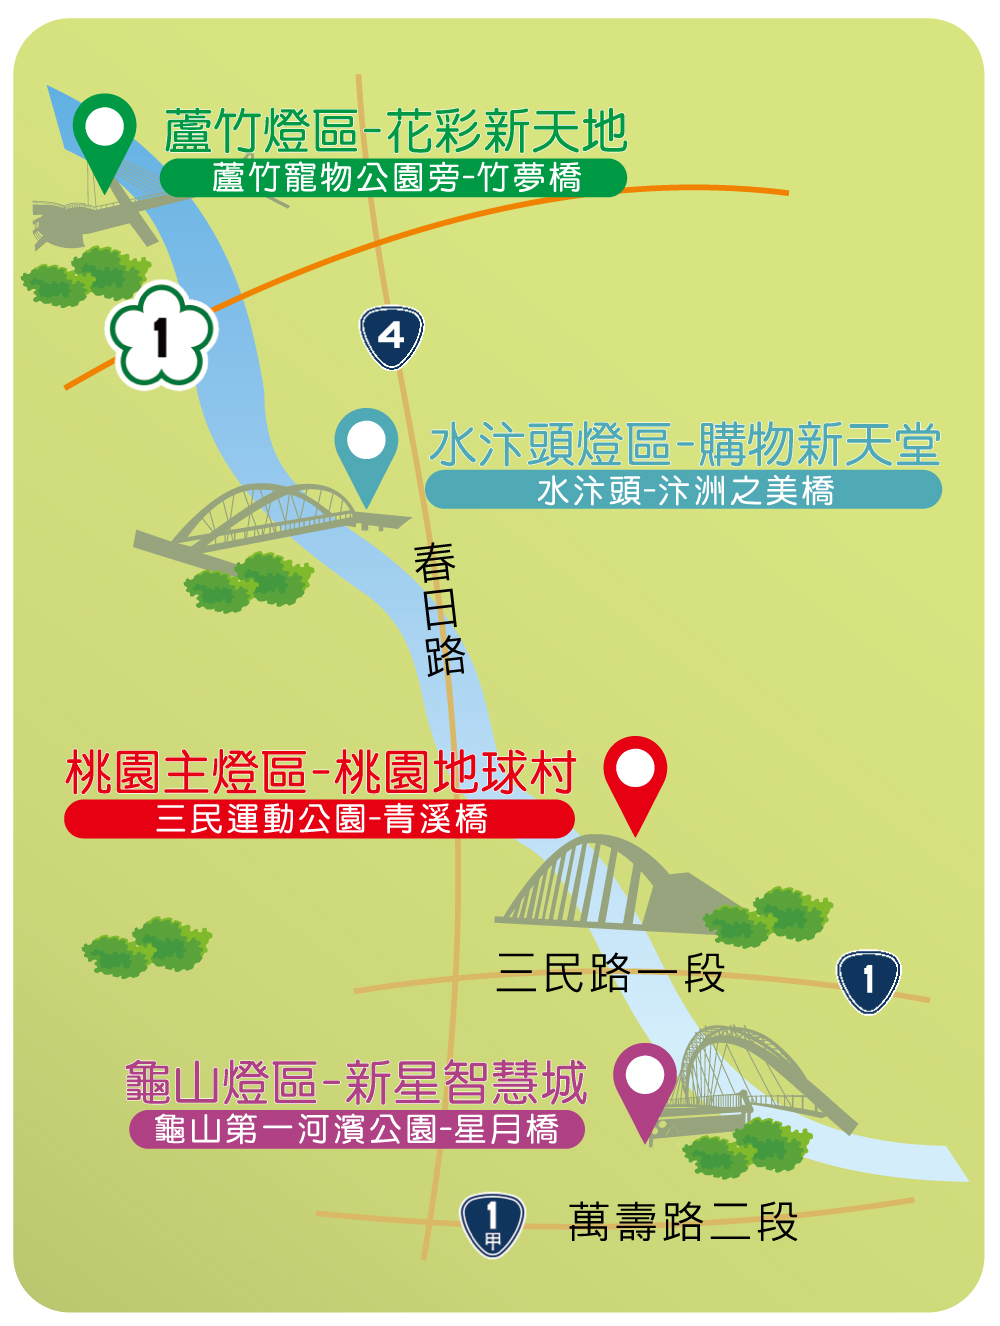 蘆竹燈區-花彩新天地
蘆竹寵物公園旁-竹夢橋
1
4
水汴頭燈區-購物新天堂
水汴頭-汴洲之美橋
春日路
桃園主燈區-桃園地球村
三民運動公園-青溪橋
三民路一段
1
龜山燈區-新星智慧城
龜山第一河濱公園-星月橋
1甲
萬壽路二段